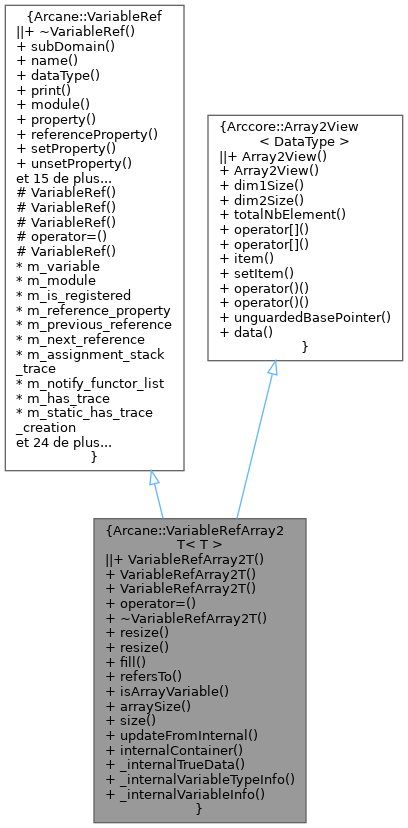 {Arcane::VariableRef
||+ ~VariableRef()
+ subDomain()
+ name()
+ dataType()
+ print()
+ module()
+ property()
+ referenceProperty()
+ setProperty()
+ unsetProperty()
et 15 de plus...
# VariableRef()
# VariableRef()
# VariableRef()
# operator=()
# VariableRef()
* m_variable
* m_module
* m_is_registered
* m_reference_property
* m_previous_reference
* m_next_reference
* m_assignment_stack
_trace
* m_notify_functor_list
* m_has_trace
* m_static_has_trace
_creation
et 24 de plus...
}
{Arccore::Array2View
< DataType >
||+ Array2View()
+ Array2View()
+ dim1Size()
+ dim2Size()
+ totalNbElement()
+ operator[]()
+ operator[]()
+ item()
+ setItem()
+ operator()()
+ operator()()
+ unguardedBasePointer()
+ data()
}
{Arcane::VariableRefArray2
T< T >
||+ VariableRefArray2T()
+ VariableRefArray2T()
+ VariableRefArray2T()
+ operator=()
+ ~VariableRefArray2T()
+ resize()
+ resize()
+ fill()
+ refersTo()
+ isArrayVariable()
+ arraySize()
+ size()
+ updateFromInternal()
+ internalContainer()
+ _internalTrueData()
+ _internalVariableTypeInfo()
+ _internalVariableInfo()
}